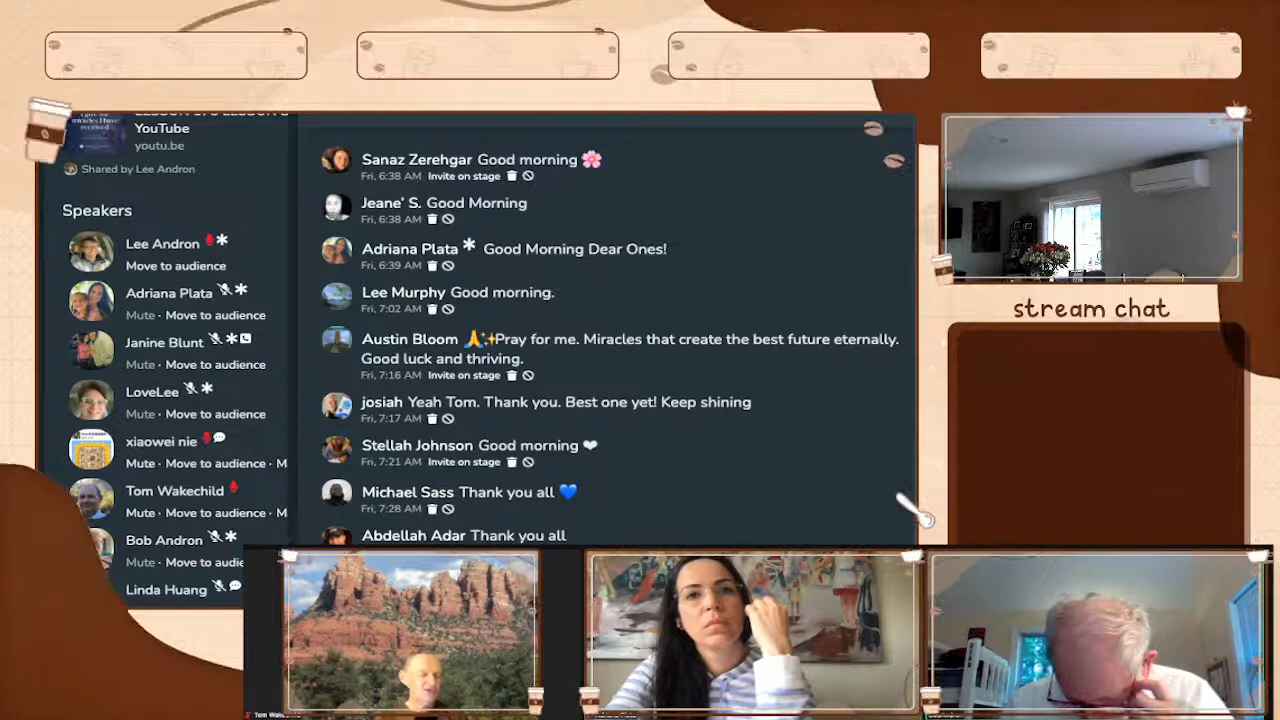 YouTube
youtu.be
Shared by Lee Andron
Speakers
Lee Andron
Move to audience
Adriana Plata
Mute · Move to audience
Janine Blunt
Mute · Move to audience
LoveLee
Mute · Move to audience
xiaowei nie
Mute · Move to audience · M
Tom Wakechild
Mute · Move to audience · M
Bob Andron
Mute · Move to audie
Linda Huang
Sanaz Zerehgar Good morning 🌸
Fri, 6:38 AM Invite on stage
Jeane' S. Good Morning
Fri, 6:38 AM
Adriana Plata * Good Morning Dear Ones!
Fri, 6:39 AM
Lee Murphy Good morning.
Fri, 7:02 AM
Austin Bloom 🙏✨Pray for me. Miracles that create the best future eternally.
Good luck and thriving.
Fri, 7:16 AM Invite on stage
josiah Yeah Tom. Thank you. Best one yet! Keep shining
Fri, 7:17 AM
Stellah Johnson Good morning ❤
Fri, 7:21 AM Invite on stage
Michael Sass Thank you all 💙
Fri, 7:28 AM
Abdellah Adar Thank you all
stream chat